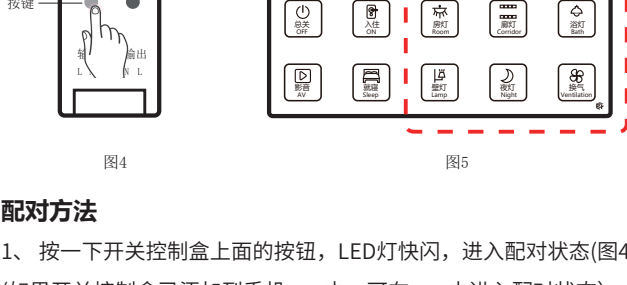 按键
总关 入住 房灯 廊灯 浴灯
OFF ON Room Corridor Bath
输 输出
L N L
影音 就寝 壁灯 夜灯 换气
AV Sleep Lamp Night Ventilation
图4 图5
配对方法
1、 按一下开关控制盒上面的按钮，LED灯快闪，进入配对状态(图4